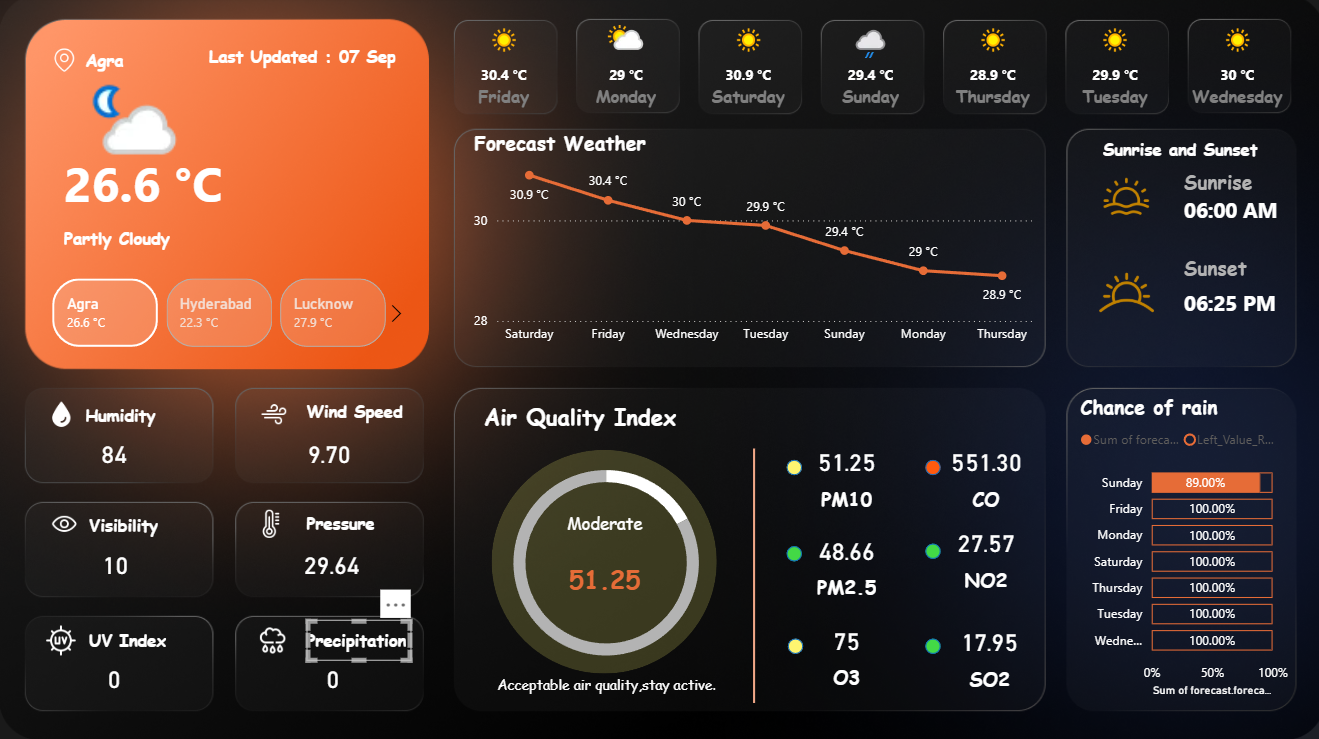 Agra
Last Updated : 07 Sep
26.6 °C
Partly Cloudy
Agra
26.6 °C
Hyderabad
22.3 °C
Lucknow
27.9 °C
30.4 °C
Friday
29 °C
Monday
30.9 °C
Saturday
29.4 °C
Sunday
28.9 °C
Thursday
29.9 °C
Tuesday
30 °C
Wednesday
Forecast Weather
30.9 °C
30.4 °C
30 °C
29.9 °C
29.4 °C
29 °C
28.9 °C
30
28
Saturday Friday Wednesday Tuesday Sunday Monday Thursday
Sunrise and Sunset
Sunrise
06:00 AM
Sunset
06:25 PM
Humidity
84
Wind Speed
9.70
Visibility
10
Pressure
29.64
UV
UV Index
0
Precipitation
0
Air Quality Index
Moderate
51.25
Acceptable air quality,stay active.
51.25
PM10
551.30
CO
48.66
PM2.5
27.57
NO2
75
O3
17.95
SO2
Chance of rain
Sum of foreca... Left_Value_R...
Sunday 89.00%
Friday 100.00%
Monday 100.00%
Saturday 100.00%
Thursday 100.00%
Tuesday 100.00%
Wedne... 100.00%
0% 50% 100%
Sum of forecast.foreca...